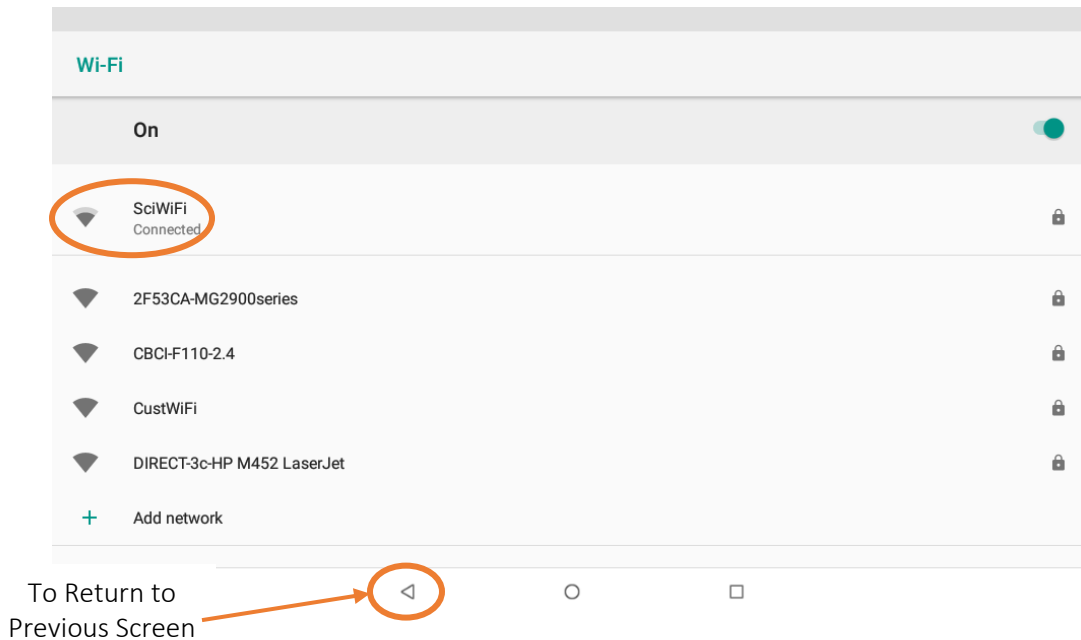 Wi-Fi
On
SciWiFi
Connected
2F53CA-MG2900series
CBCI-F110-2.4
CustWiFi
DIRECT-3c-HP M452 LaserJet
+ Add network
To Return to
Previous Screen